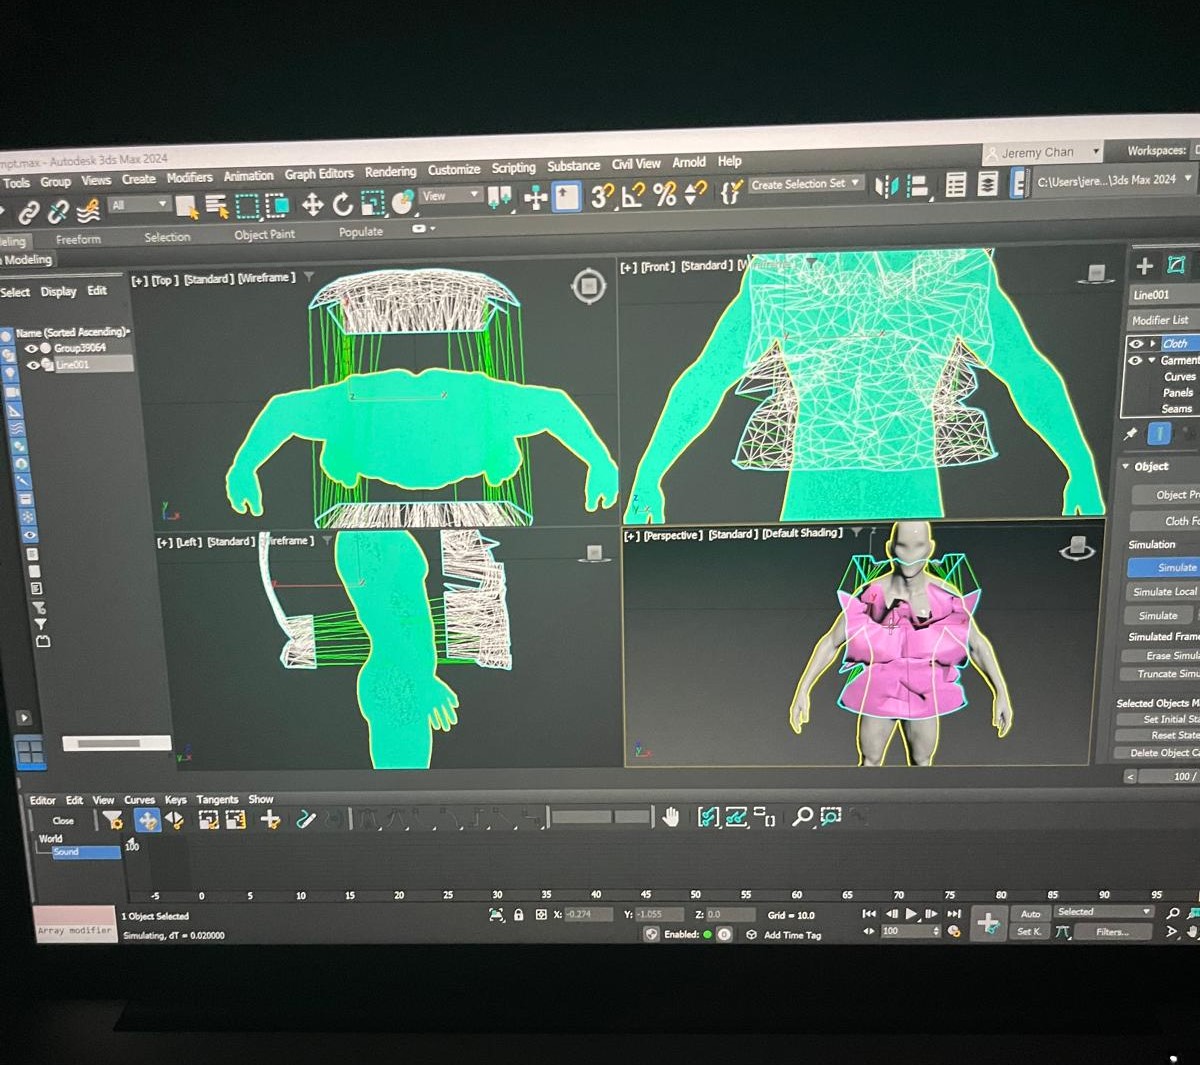 mpt.max - Autodesk 3ds Max 2024
Jeremy Chan
Workspaces:
Tools Group Views Create Modifiers Animation Graph Editors Rendering Customize Scripting Substance Civil View Arnold Help
All
View
Create Selection Set
C:\Users\jere...\3ds Max 2024
eling Freeform Selection Object Paint Populate
Modeling
Select Display Edit
Name (Sorted Ascending)
Group39064
Line001
[+] [Top] [Standard] [Wireframe]
[+] [Front] [Standard] [W
[+] [Left] [Standard] ireframe]
[+] [Perspective] [Standard] [Default Shading]
Line001
Modifier List
Cloth
Garment
Curves
Panels
Seams
Object
Object Pr
Cloth Fo
Simulation
Simulate
Simulate Local
Simulate
Simulated Fram
Erase Simula
Truncate Simu
Selected Objects M
Set Initial Sta
Reset State
Delete Object C
< 100 /
Editor Edit View Curves Keys Tangents Show
Close
World
Sound
100
-5 0 5 10 15 20 25 30 35 40 45 50 55 60 65 70 75 80 85 90 95
1 Object Selected
X: -0.274 Y: -1.055 Z: 0.0 Grid = 10.0
Auto Selected
Array modifier
Simulating, dT = 0.020000
Enabled: Add Time Tag
100
Set K. Filters...